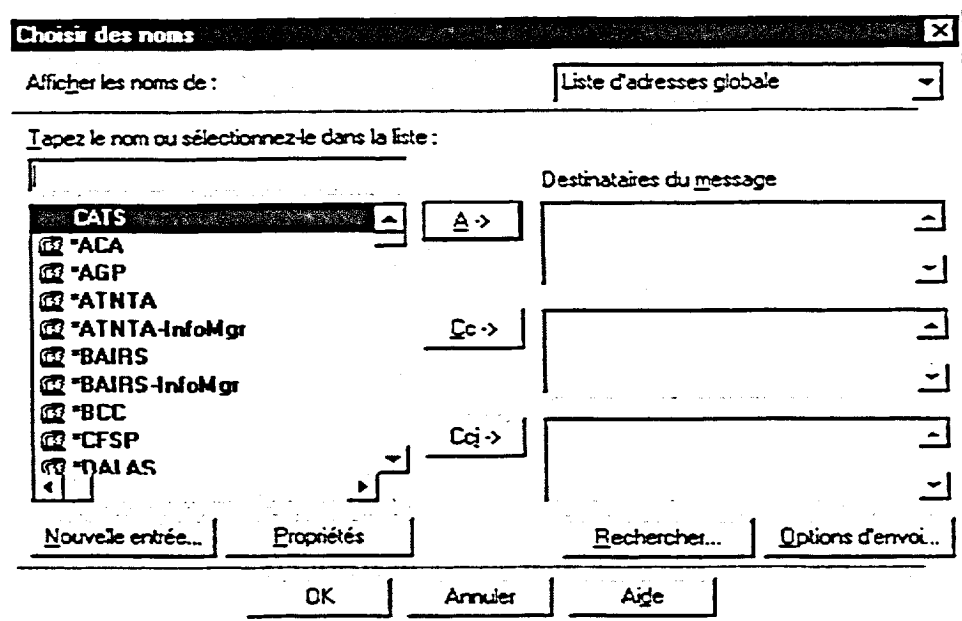 Choisir des noms
Afficher les noms de :
Liste d'adresses globale
Tapez le nom ou sélectionnez-le dans la liste :
Destinataires du message
CATS
*ACA
*AGP
*ATNTA
*ATNTA-InfoMgr
*BAIRS
*BAIRS-InfoMgr
*BCC
*CFSP
*DALAS
A ->
Cc ->
Cci ->
Nouvelle entrée...
Propriétés
Rechercher...
Options d'envoi...
OK
Annuler
Aide